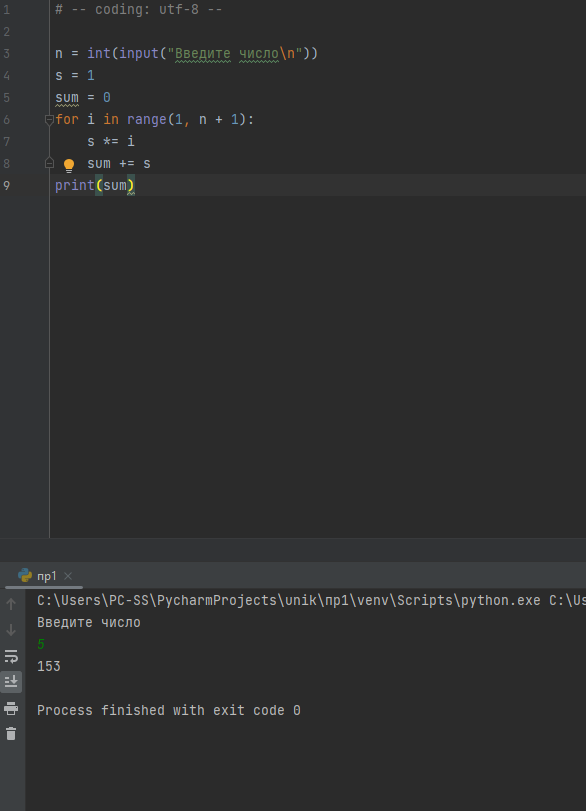 1 # -- coding: utf-8 --
2
3 n = int(input("Введите число\n"))
4 s = 1
5 sum = 0
6 for i in range(1, n + 1):
7     s *= i
8     sum += s
9 print(sum)
пр1 ×
C:\Users\PC-SS\PycharmProjects\unik\пр1\venv\Scripts\python.exe C:\Us
Введите число
5
153
Process finished with exit code 0